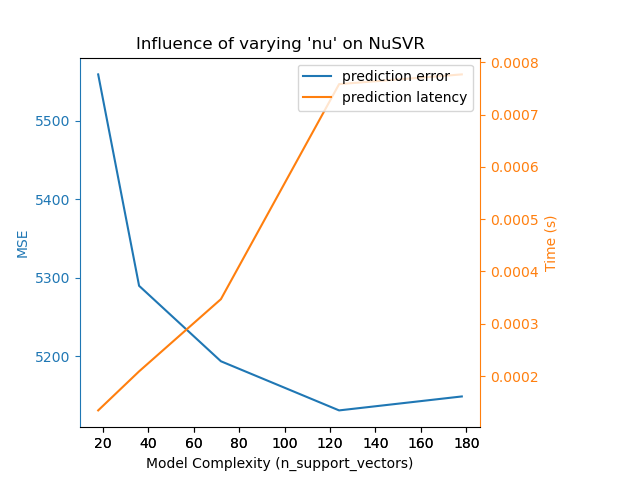 Influence of varying 'nu' on NuSVR
prediction error
prediction latency
MSE
5500
5400
5300
5200
0.0008
0.0007
0.0006
0.0005
0.0004
0.0003
0.0002
Time (s)
20 40 60 80 100 120 140 160 180
Model Complexity (n_support_vectors)